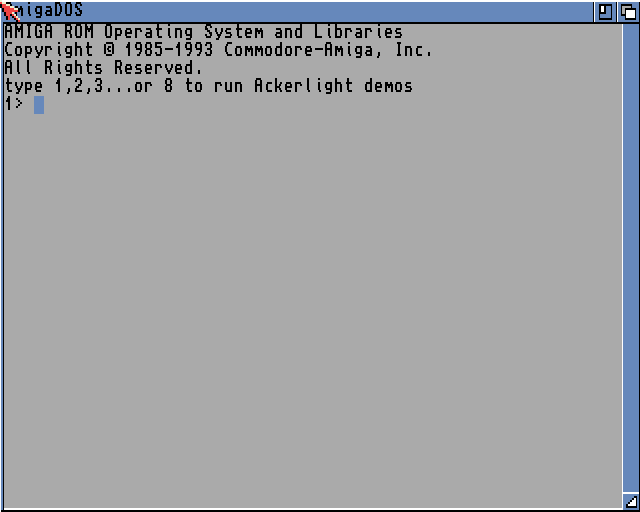 AmigaDOS
AMIGA ROM Operating System and Libraries
Copyright © 1985-1993 Commodore-Amiga, Inc.
All Rights Reserved.
type 1,2,3...or 8 to run Ackerlight demos
1>